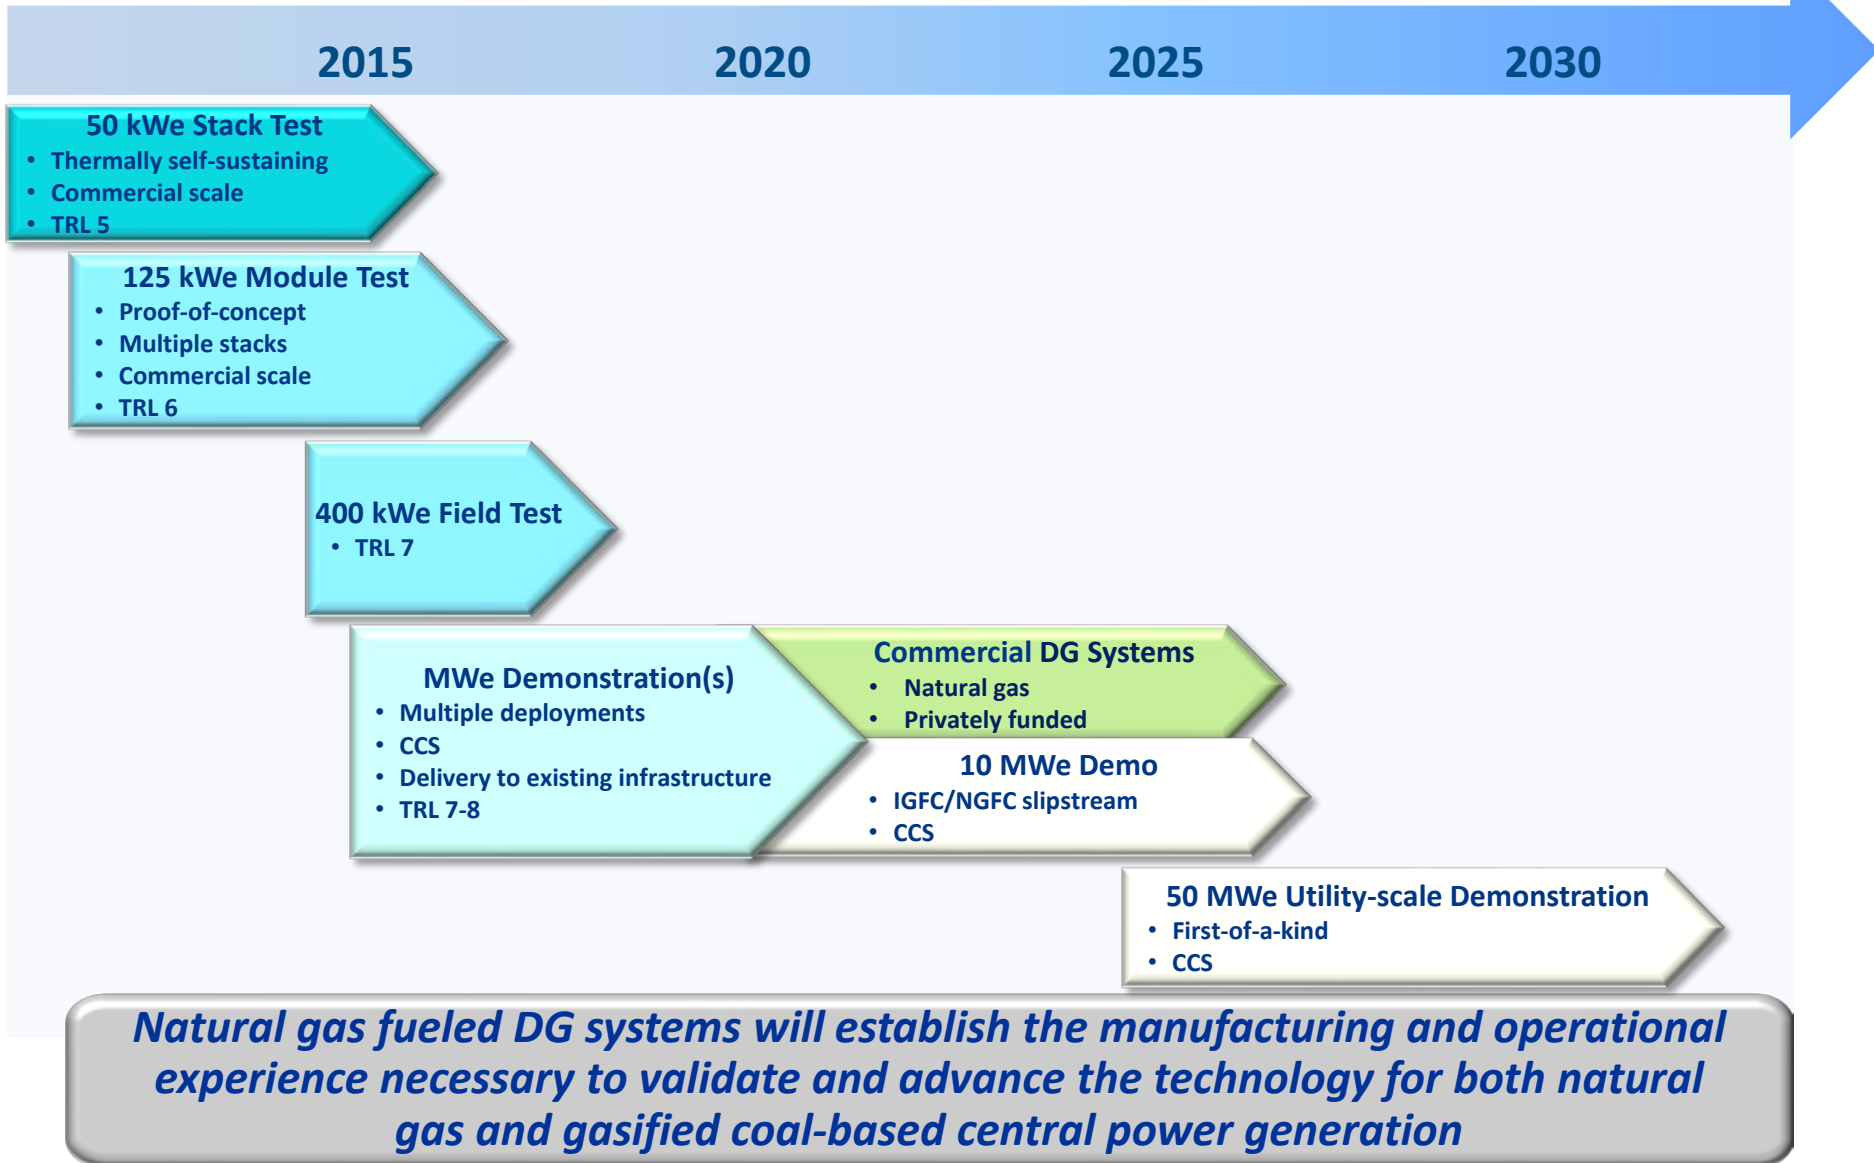 2015 2020 2025 2030
50 kWe Stack Test
• Thermally self-sustaining
• Commercial scale
• TRL 5
125 kWe Module Test
• Proof-of-concept
• Multiple stacks
• Commercial scale
• TRL 6
400 kWe Field Test
• TRL 7
MWe Demonstration(s)
• Multiple deployments
• CCS
• Delivery to existing infrastructure
• TRL 7-8
Commercial DG Systems
• Natural gas
• Privately funded
10 MWe Demo
• IGFC/NGFC slipstream
• CCS
50 MWe Utility-scale Demonstration
• First-of-a-kind
• CCS
Natural gas fueled DG systems will establish the manufacturing and operational
experience necessary to validate and advance the technology for both natural
gas and gasified coal-based central power generation